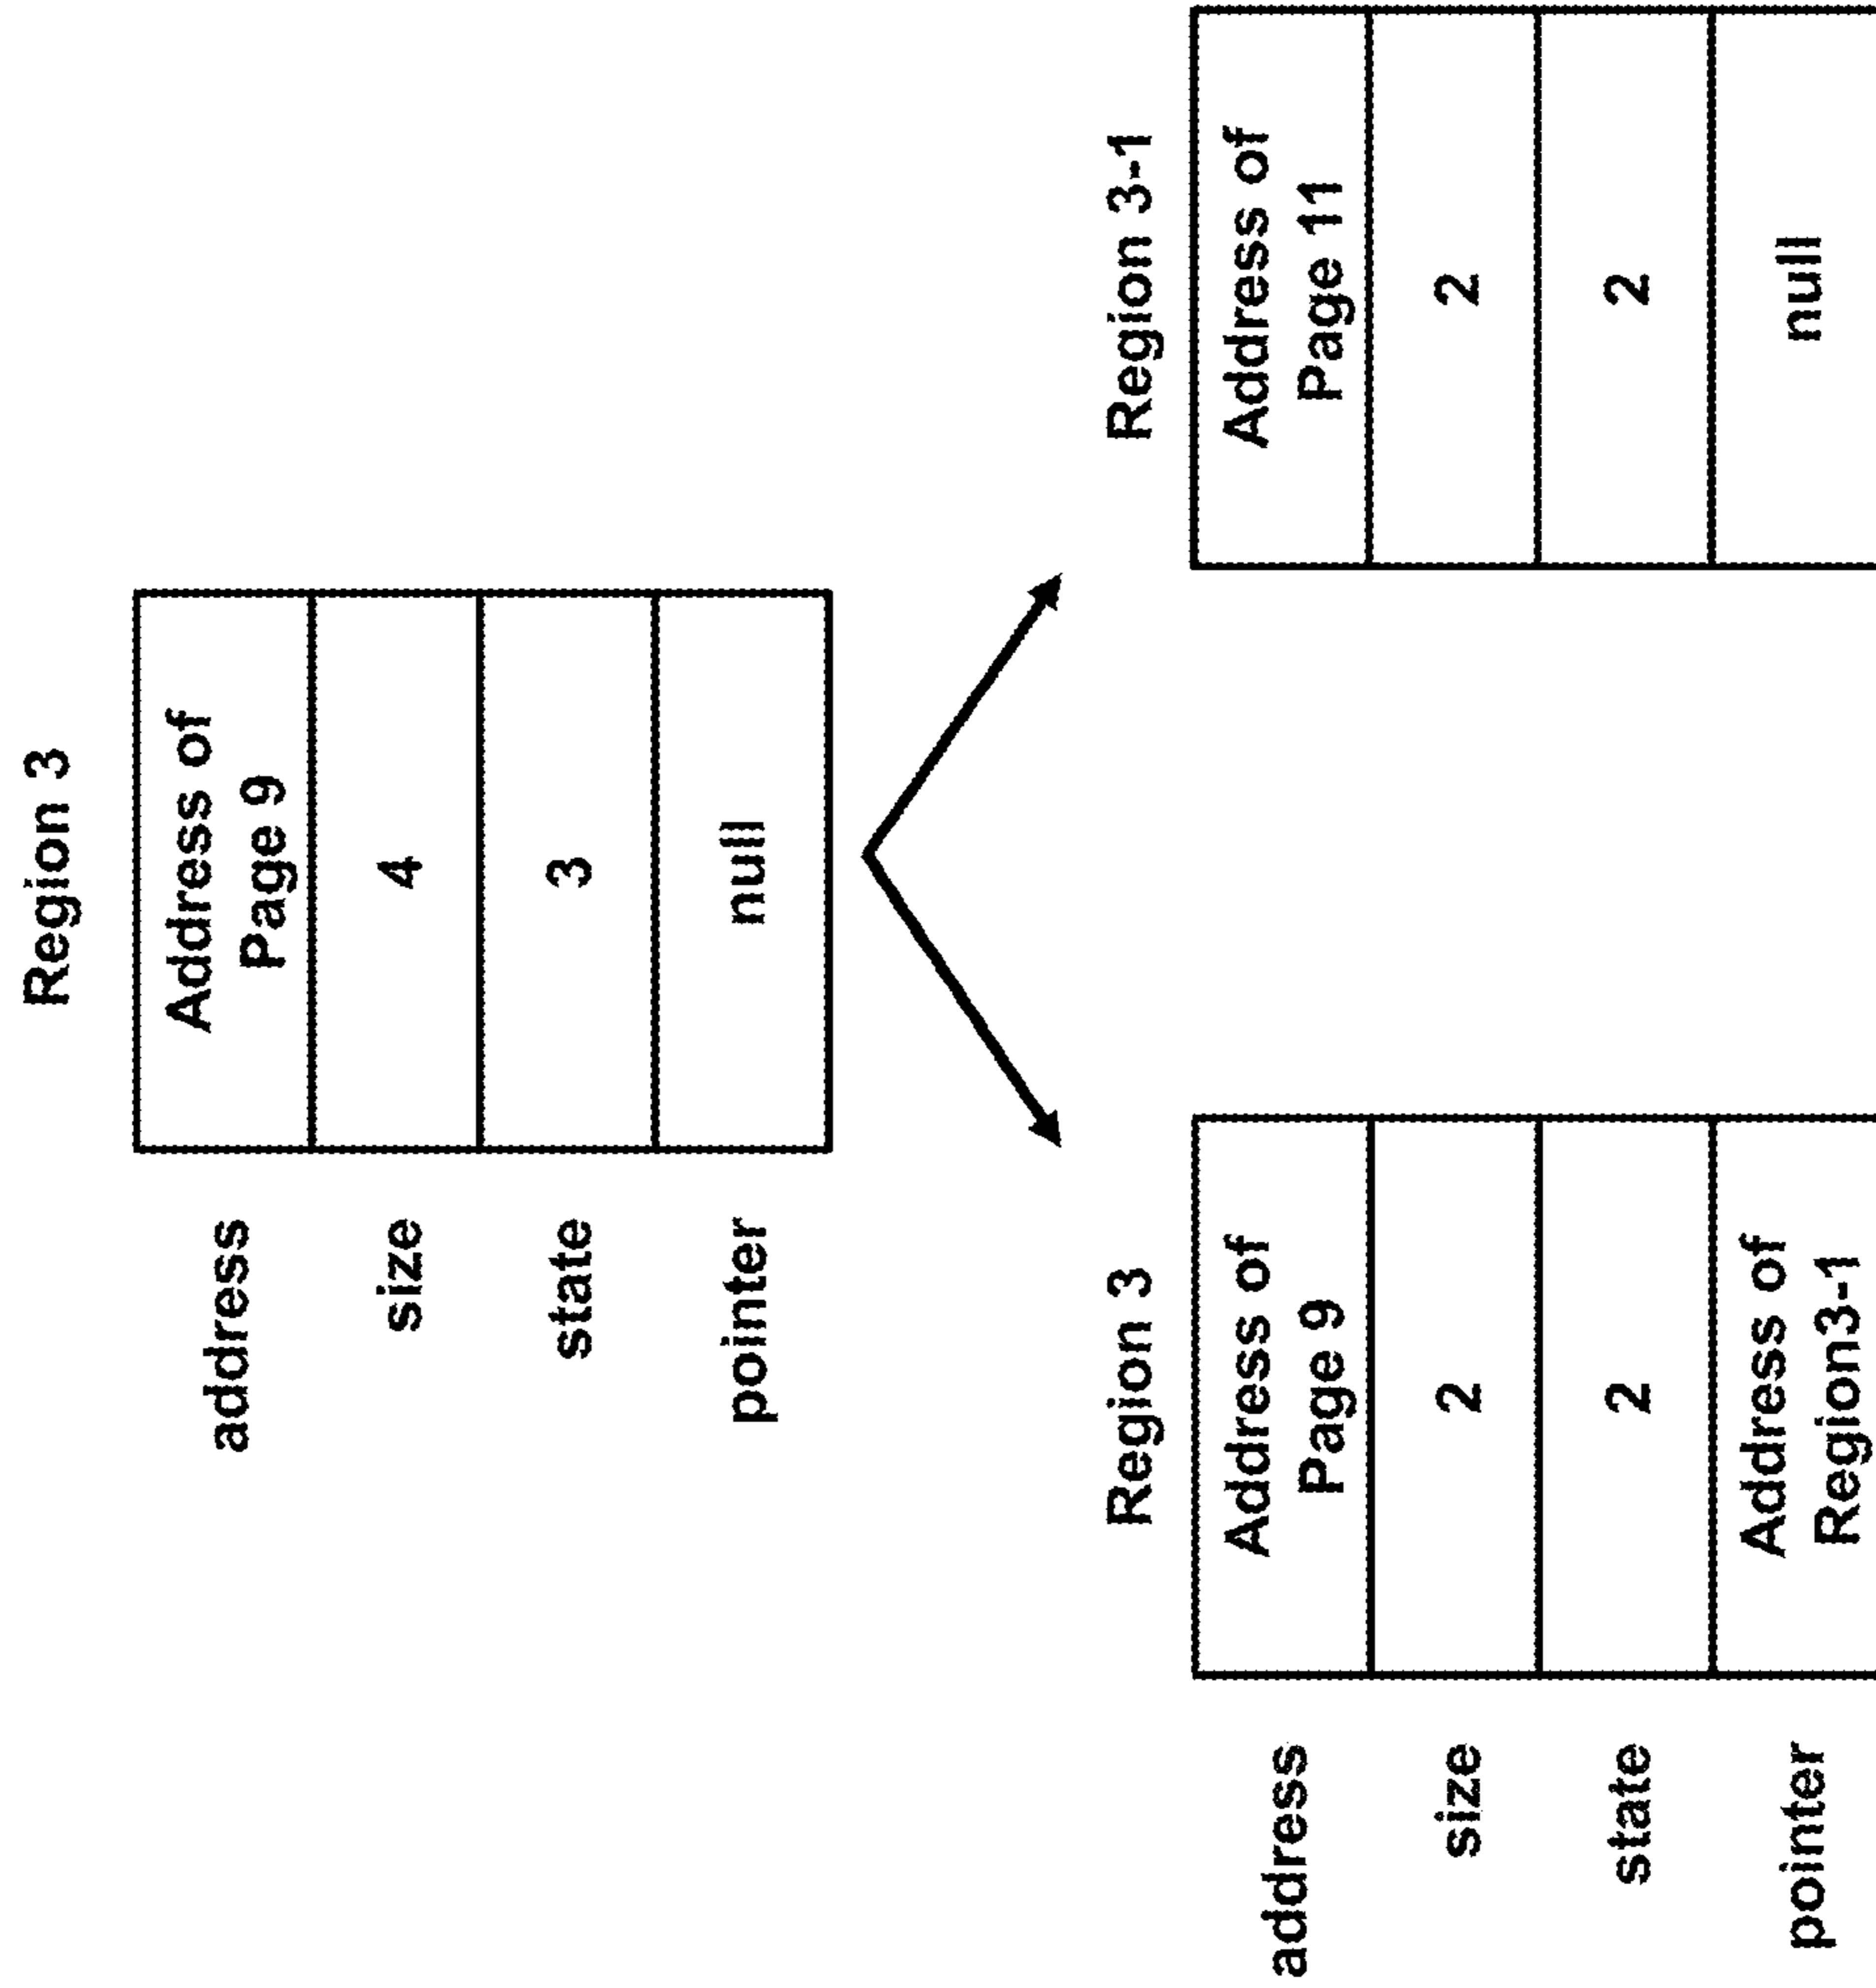 Region 3
address
Address of
Page 9
size
4
state
3
pointer
null
Region 3
Region 3-1
address
Address of
Page 9
Address of
Page 11
size
2
2
state
2
2
pointer
Address of
Region3-1
null